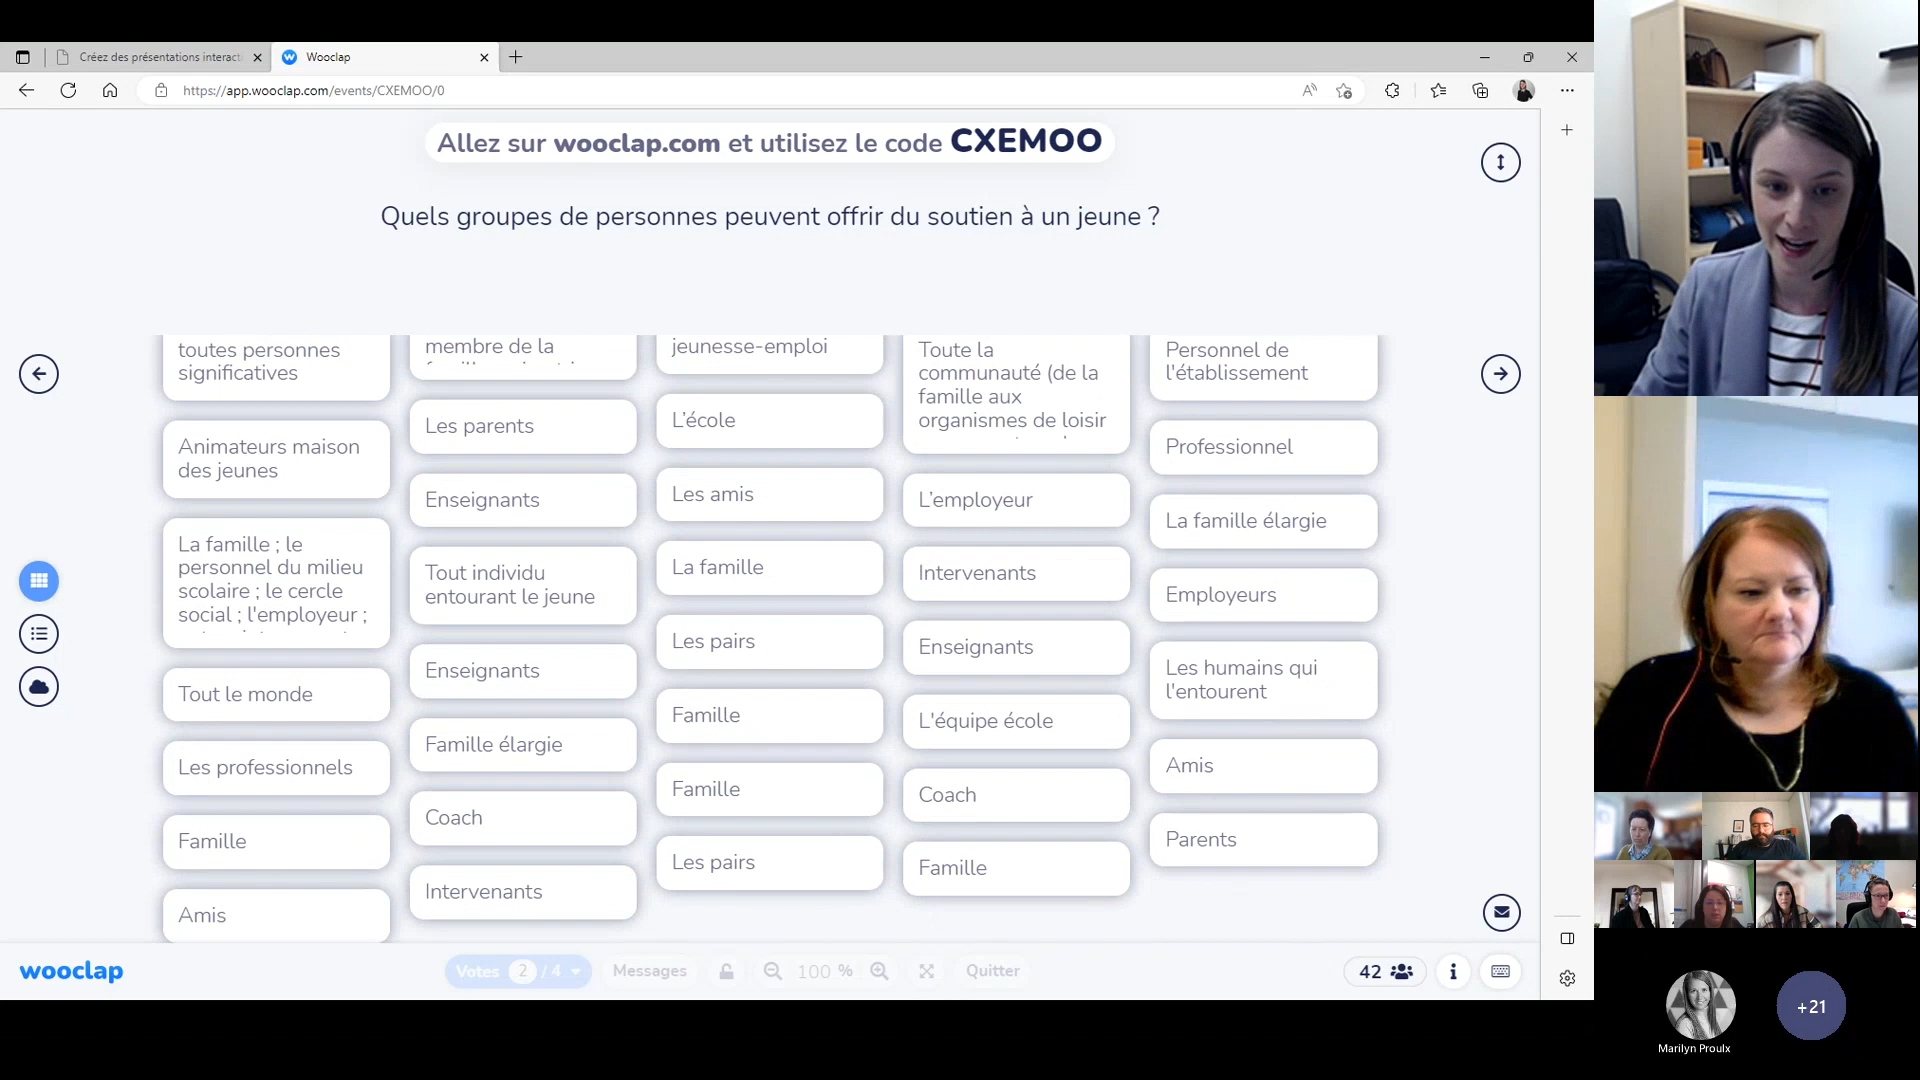 Créez des présentations interact
Wooclap
https://app.wooclap.com/events/CXEMOO/0
Allez sur wooclap.com et utilisez le code CXEMOO
Quels groupes de personnes peuvent offrir du soutien à un jeune ?
toutes personnes
significatives
Animateurs maison
des jeunes
La famille ; le
personnel du milieu
scolaire ; le cercle
social ; l'employeur ;
Tout le monde
Les professionnels
Famille
Amis
membre de la
Les parents
Enseignants
Tout individu
entourant le jeune
Enseignants
Famille élargie
Coach
Intervenants
jeunesse-emploi
L'école
Les amis
La famille
Les pairs
Famille
Famille
Les pairs
Toute la
communauté (de la
famille aux
organismes de loisir
L'employeur
Intervenants
Enseignants
L'équipe école
Coach
Famille
Personnel de
l'établissement
Professionnel
La famille élargie
Employeurs
Les humains qui
l'entourent
Amis
Parents
wooclap
Votes 2 / 4
Messages
100 %
Quitter
42
+21
Marilyn Proulx